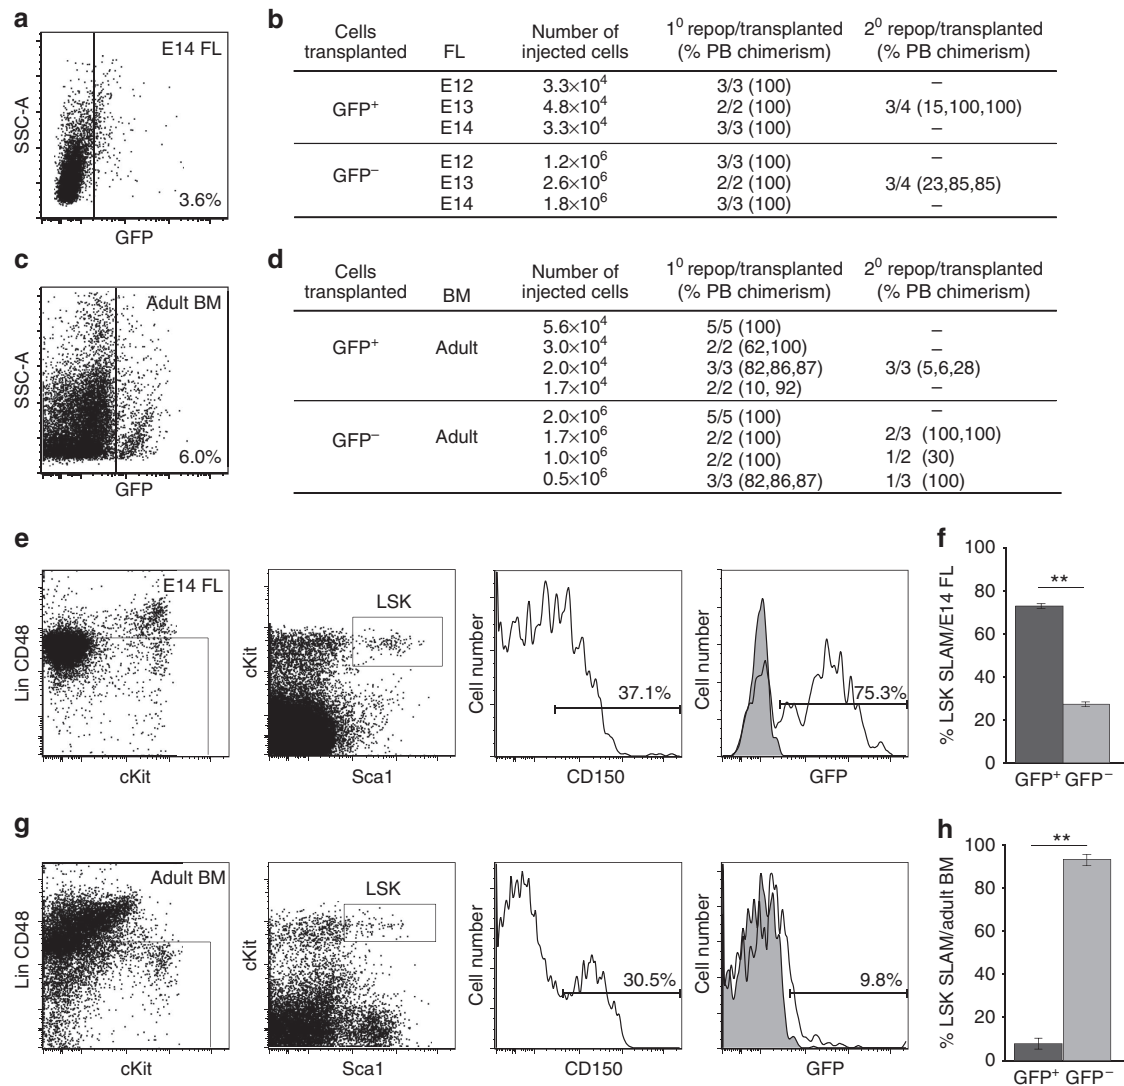 a
E14 FL
SSC-A
3.6%
GFP
b
Cells transplanted FL Number of injected cells 1⁰ repop/transplanted (% PB chimerism) 2⁰ repop/transplanted (% PB chimerism)
GFP⁺
E12 3.3×10⁴ 3/3 (100) –
E13 4.8×10⁴ 2/2 (100) 3/4 (15,100,100)
E14 3.3×10⁴ 3/3 (100) –
GFP⁻
E12 1.2×10⁶ 3/3 (100) –
E13 2.6×10⁶ 2/2 (100) 3/4 (23,85,85)
E14 1.8×10⁶ 3/3 (100) –
c
Adult BM
SSC-A
6.0%
GFP
d
Cells transplanted BM Number of injected cells 1⁰ repop/transplanted (% PB chimerism) 2⁰ repop/transplanted (% PB chimerism)
GFP⁺ Adult
5.6×10⁴ 5/5 (100) –
3.0×10⁴ 2/2 (62,100) –
2.0×10⁴ 3/3 (82,86,87) 3/3 (5,6,28)
1.7×10⁴ 2/2 (10, 92) –
GFP⁻ Adult
2.0×10⁶ 5/5 (100) –
1.7×10⁶ 2/2 (100) 2/3 (100,100)
1.0×10⁶ 2/2 (100) 1/2 (30)
0.5×10⁶ 3/3 (82,86,87) 1/3 (100)
e
E14 FL
Lin CD48
cKit
LSK
cKit
Sca1
Cell number
37.1%
CD150
Cell number
75.3%
GFP
f
% LSK SLAM/E14 FL
100
80
60
40
20
0
**
GFP⁺ GFP⁻
g
Adult BM
Lin CD48
cKit
LSK
cKit
Sca1
Cell number
30.5%
CD150
Cell number
9.8%
GFP
h
% LSK SLAM/adult BM
100
80
60
40
20
0
**
GFP⁺ GFP⁻